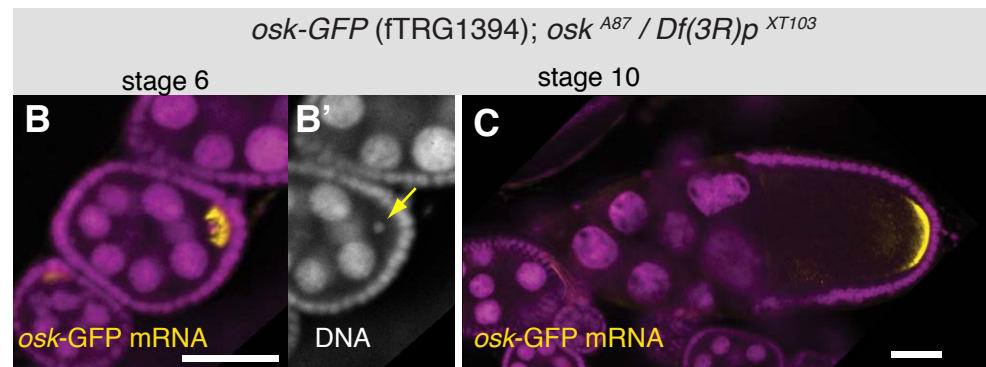 osk-GFP (fTRG1394); osk A87 / Df(3R)p XT103
stage 6
stage 10
B
B’
C
osk-GFP mRNA
DNA
osk-GFP mRNA